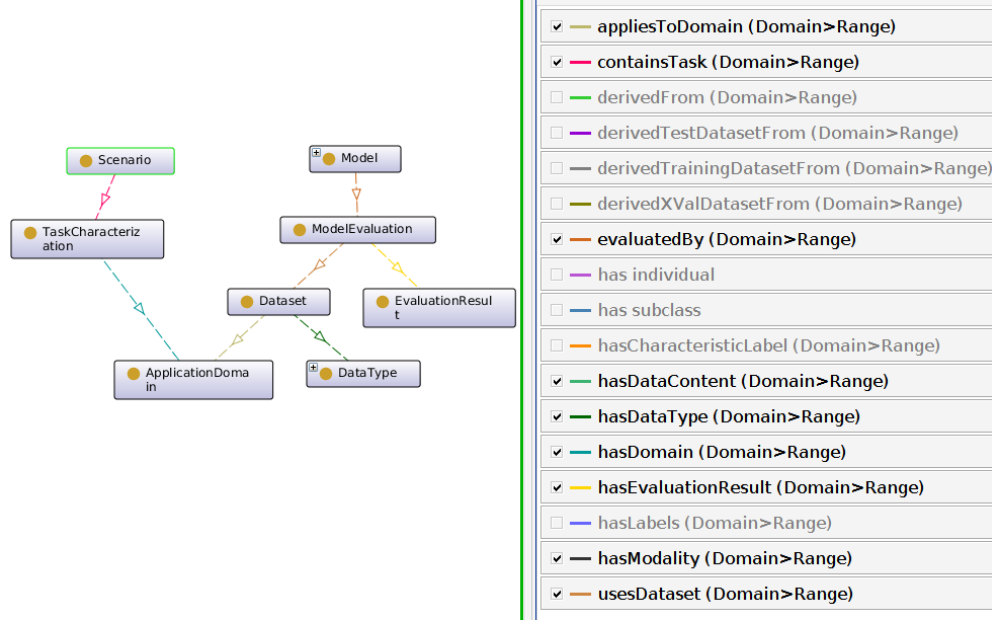 Scenario
Model
TaskCharacteriz
ation
ModelEvaluation
Dataset
EvaluationResul
t
ApplicationDoma
in
DataType
appliesToDomain (Domain>Range)
containsTask (Domain>Range)
derivedFrom (Domain>Range)
derivedTestDatasetFrom (Domain>Range)
derivedTrainingDatasetFrom (Domain>Range)
derivedXValDatasetFrom (Domain>Range)
evaluatedBy (Domain>Range)
has individual
has subclass
hasCharacteristicLabel (Domain>Range)
hasDataContent (Domain>Range)
hasDataType (Domain>Range)
hasDomain (Domain>Range)
hasEvaluationResult (Domain>Range)
hasLabels (Domain>Range)
hasModality (Domain>Range)
usesDataset (Domain>Range)